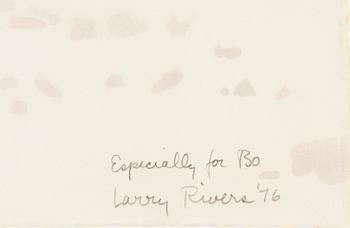 Especially for Bo
Larry Rivers '76